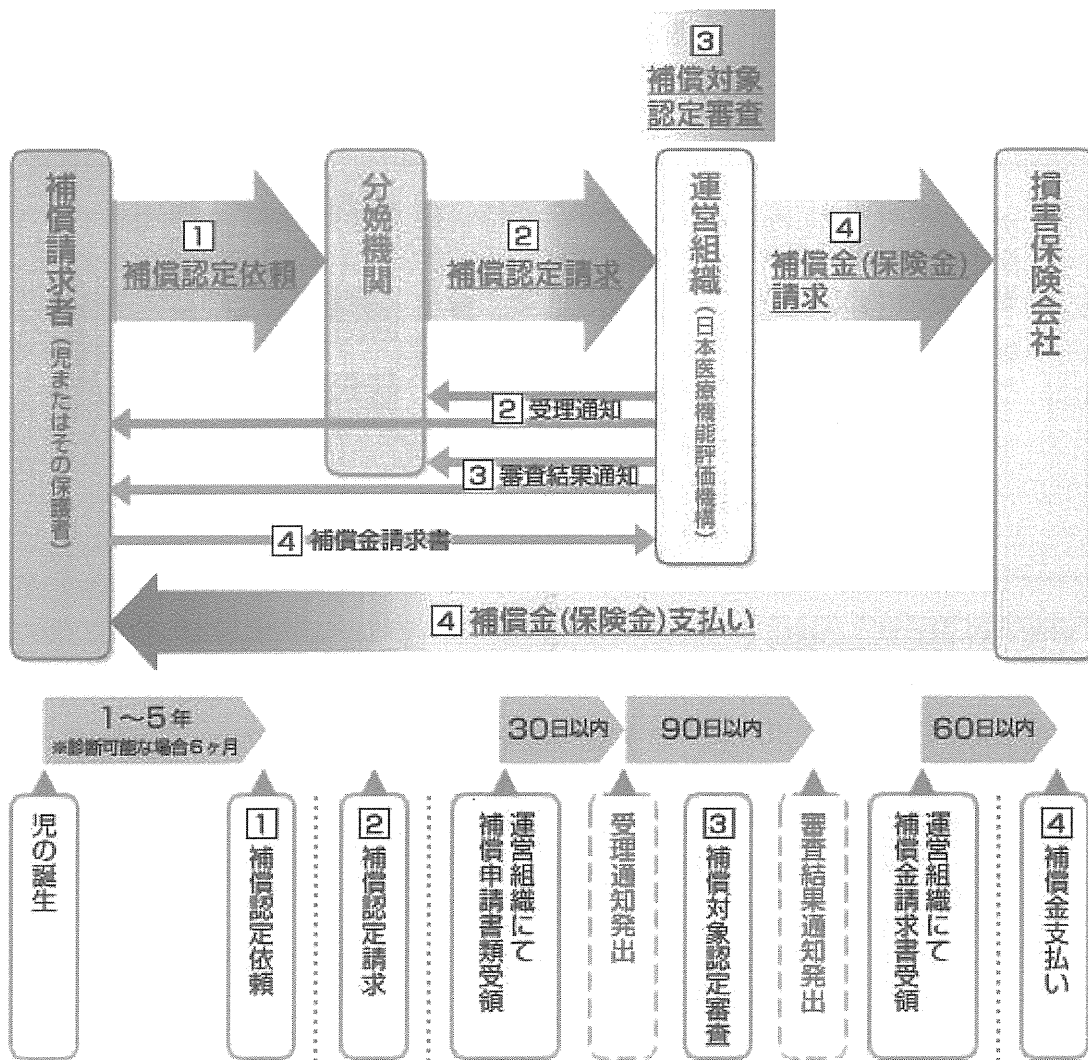 3
補償対象
認定審査
補償請求者(児またはその保護者)
1
補償認定依頼
分娩機関
2
補償認定請求
運営組織(日本医療機能評価機構)
4
補償金(保険金)
請求
損害保険会社
2 受理通知
3 審査結果通知
4 補償金請求書
4 補償金(保険金)支払い
1～5年
※診断可能な場合6ヶ月
30日以内
90日以内
60日以内
児の誕生
1 補償認定依頼
2 補償認定請求
運営組織にて
補償申請書類受領
受理通知発出
3 補償対象認定審査
審査結果通知発出
運営組織にて
補償金請求書受領
4 補償金支払い